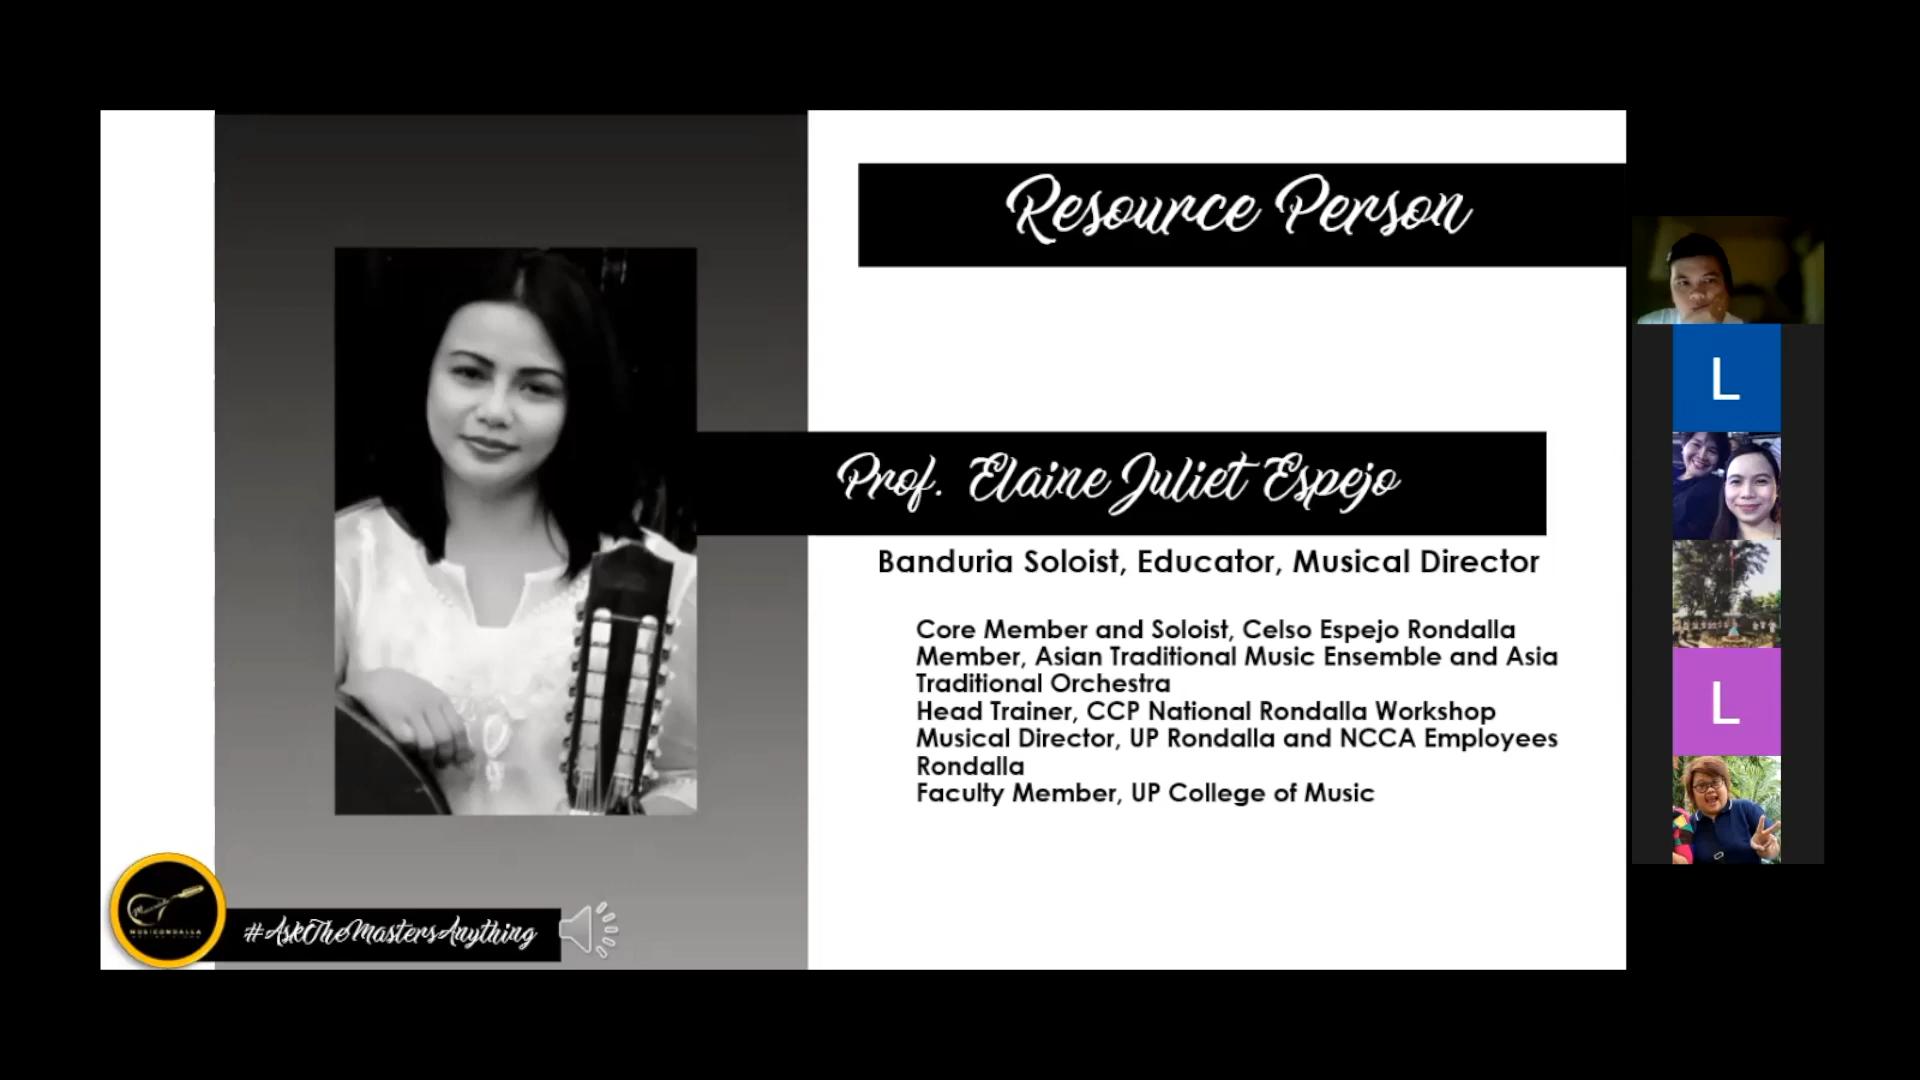 Resource Person
Prof. Elaine Juliet Espejo
Banduria Soloist, Educator, Musical Director
Core Member and Soloist, Celso Espejo Rondalla
Member, Asian Traditional Music Ensemble and Asia
Traditional Orchestra
Head Trainer, CCP National Rondalla Workshop
Musical Director, UP Rondalla and NCCA Employees
Rondalla
Faculty Member, UP College of Music
MUSICONDALLA
#AskTheMastersAnything
L
L